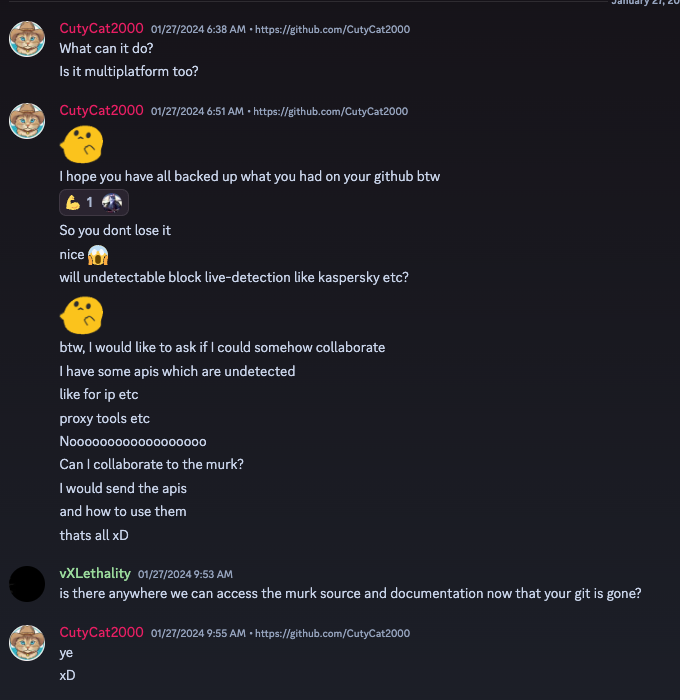 January 27, 20
CutyCat2000 01/27/2024 6:38 AM • https://github.com/CutyCat2000
What can it do?
Is it multiplatform too?
CutyCat2000 01/27/2024 6:51 AM • https://github.com/CutyCat2000
I hope you have all backed up what you had on your github btw
1
So you dont lose it
nice
will undetectable block live-detection like kaspersky etc?
btw, I would like to ask if I could somehow collaborate
I have some apis which are undetected
like for ip etc
proxy tools etc
Noooooooooooooooooo
Can I collaborate to the murk?
I would send the apis
and how to use them
thats all xD
vXLethality 01/27/2024 9:53 AM
is there anywhere we can access the murk source and documentation now that your git is gone?
CutyCat2000 01/27/2024 9:55 AM • https://github.com/CutyCat2000
ye
xD